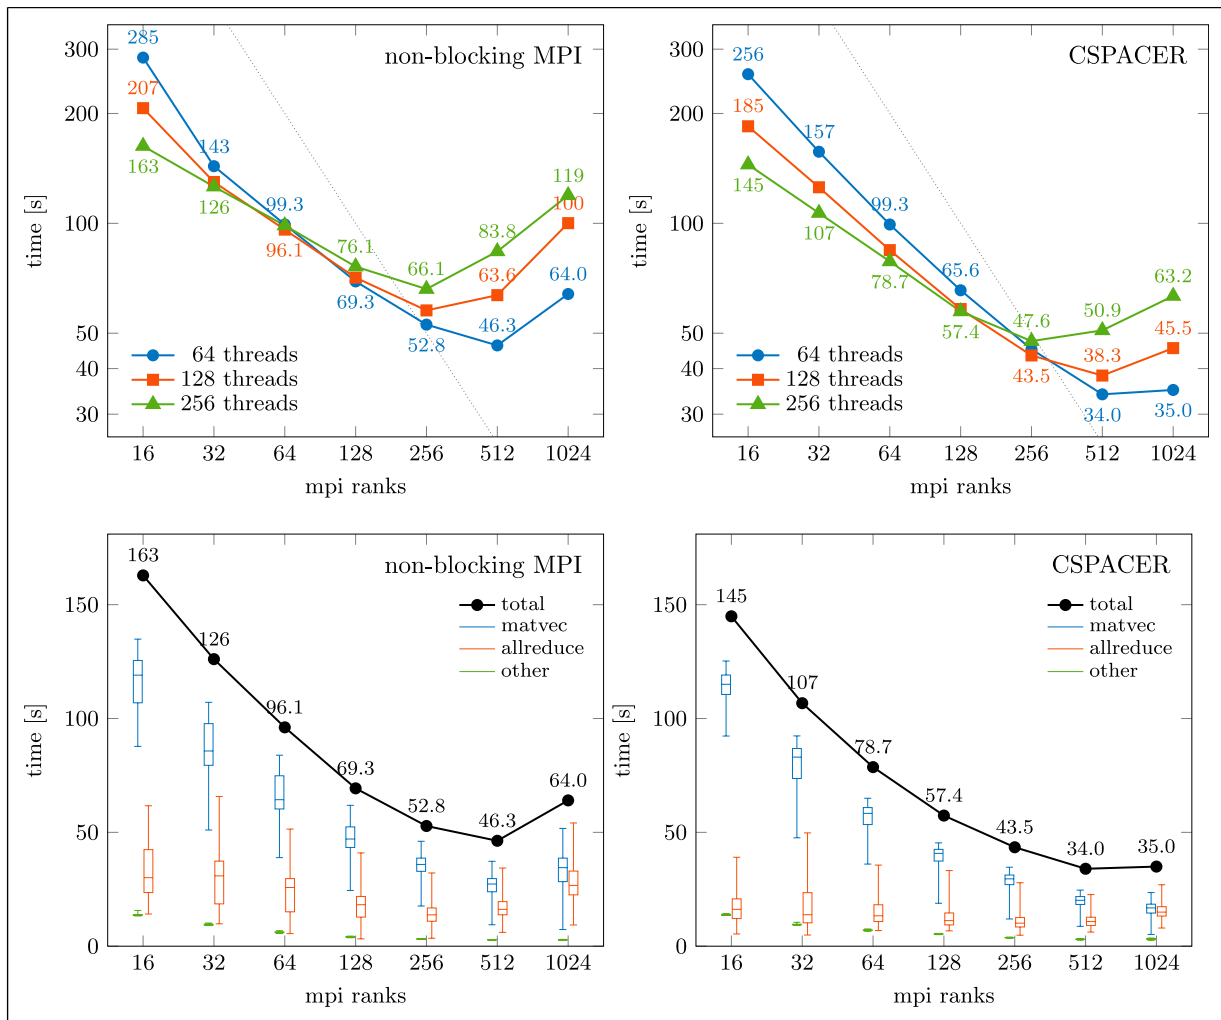 non-blocking MPI
time [s]
300
200
100
50
40
30
285
207
163
143
126
99.3
96.1
76.1
69.3
66.1
52.8
83.8
63.6
46.3
119
100
64.0
64 threads
128 threads
256 threads
16 32 64 128 256 512 1024
mpi ranks
CSPACER
time [s]
300
200
100
50
40
30
256
185
145
157
107
99.3
78.7
65.6
57.4
47.6
43.5
50.9
38.3
34.0
63.2
45.5
35.0
64 threads
128 threads
256 threads
16 32 64 128 256 512 1024
mpi ranks
non-blocking MPI
time [s]
150
100
50
0
163
126
96.1
69.3
52.8
46.3
64.0
total
matvec
allreduce
other
16 32 64 128 256 512 1024
mpi ranks
CSPACER
time [s]
150
100
50
0
145
107
78.7
57.4
43.5
34.0
35.0
total
matvec
allreduce
other
16 32 64 128 256 512 1024
mpi ranks